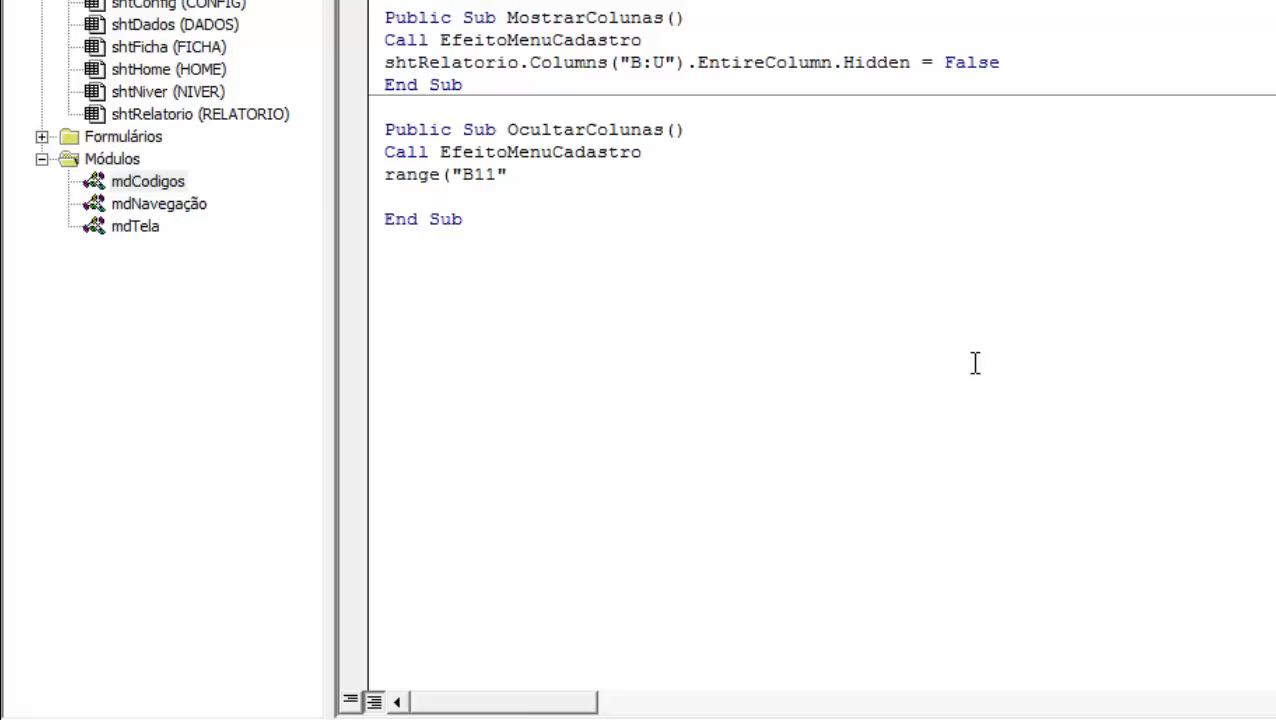 shtConfig (CONFIG)
shtDados (DADOS)
shtFicha (FICHA)
shtHome (HOME)
shtNiver (NIVER)
shtRelatorio (RELATORIO)
Formulários
Módulos
mdCodigos
mdNavegação
mdTela
Public Sub MostrarColunas()
Call EfeitoMenuCadastro
shtRelatorio.Columns("B:U").EntireColumn.Hidden = False
End Sub
Public Sub OcultarColunas()
Call EfeitoMenuCadastro
range("B11"
End Sub